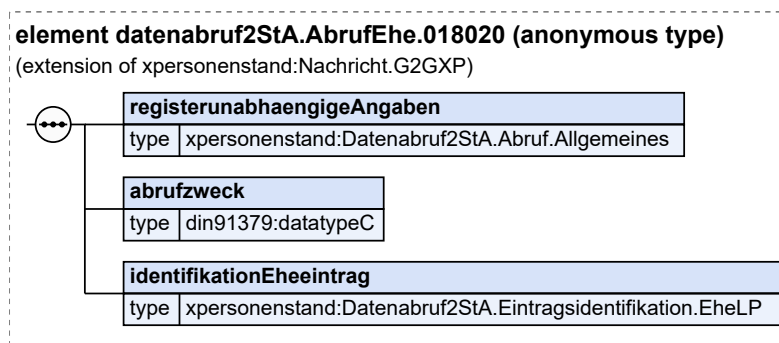 element datenabruf2StA.AbrufEhe.018020 (anonymous type)
(extension of xpersonenstand:Nachricht.G2GXP)
registerunabhaengigeAngaben
type xpersonenstand:Datenabruf2StA.Abruf.Allgemeines
abrufzweck
type din91379:datatypeC
identifikationEheeintrag
type xpersonenstand:Datenabruf2StA.Eintragsidentifikation.EheLP